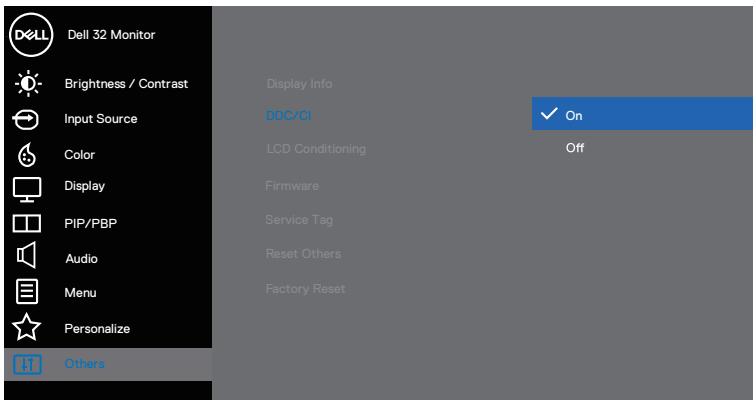 DELL
Dell 32 Monitor
Brightness / Contrast
Input Source
Color
Display
PIP/PBP
Audio
Menu
Personalize
Others
Display Info
DDC/CI
LCD Conditioning
Firmware
Service Tag
Reset Others
Factory Reset
On
Off